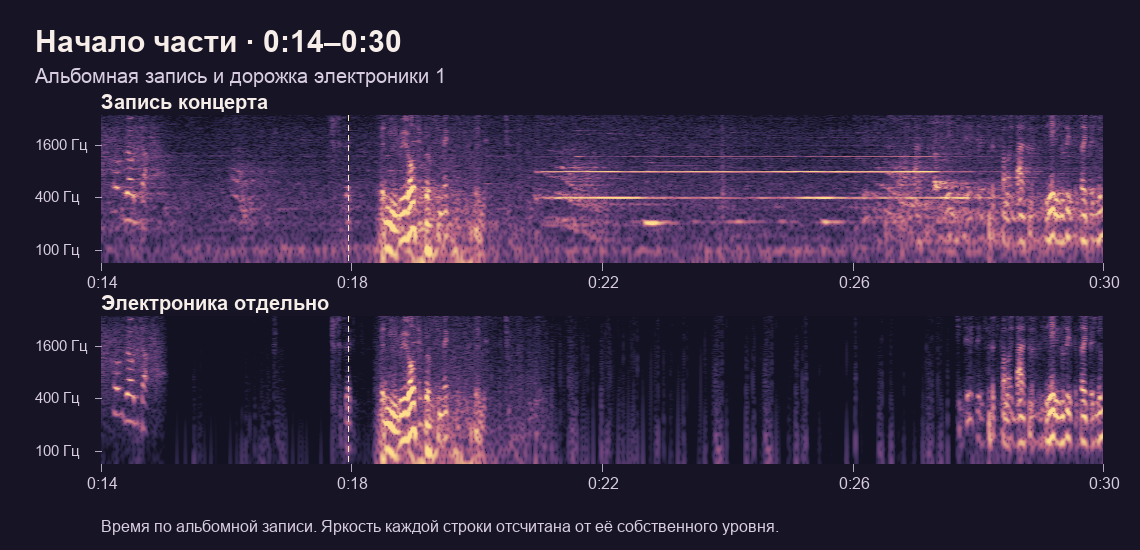 Начало части · 0:14–0:30
Альбомная запись и дорожка электроники 1
Запись концерта
1600 Гц
400 Гц
100 Гц
0:14 0:18 0:22 0:26 0:30
Электроника отдельно
1600 Гц
400 Гц
100 Гц
0:14 0:18 0:22 0:26 0:30
Время по альбомной записи. Яркость каждой строки отсчитана от её собственного уровня.